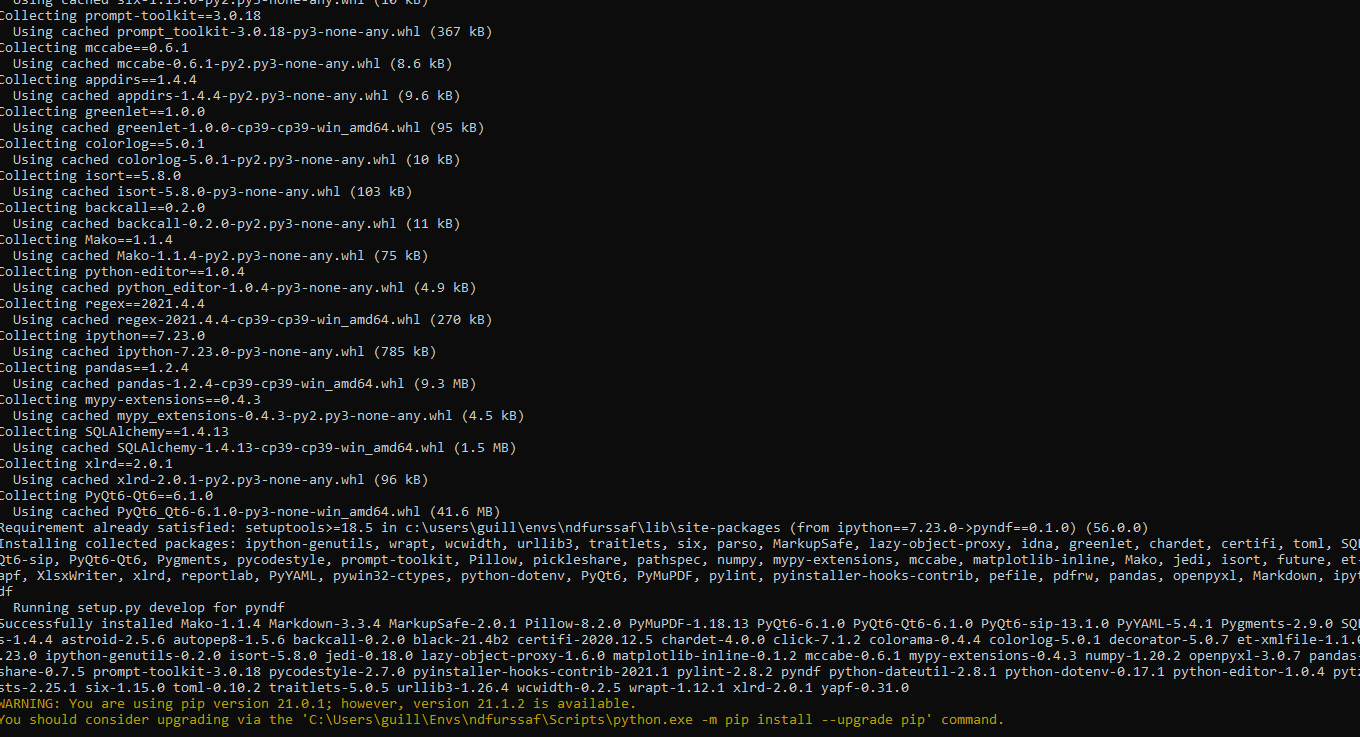 Using cached six-1.15.0-py2.py3-none-any.whl (10 kB)
Collecting prompt-toolkit==3.0.18
Using cached prompt_toolkit-3.0.18-py3-none-any.whl (367 kB)
Collecting mccabe==0.6.1
Using cached mccabe-0.6.1-py2.py3-none-any.whl (8.6 kB)
Collecting appdirs==1.4.4
Using cached appdirs-1.4.4-py2.py3-none-any.whl (9.6 kB)
Collecting greenlet==1.0.0
Using cached greenlet-1.0.0-cp39-cp39-win_amd64.whl (95 kB)
Collecting colorlog==5.0.1
Using cached colorlog-5.0.1-py2.py3-none-any.whl (10 kB)
Collecting isort==5.8.0
Using cached isort-5.8.0-py3-none-any.whl (103 kB)
Collecting backcall==0.2.0
Using cached backcall-0.2.0-py2.py3-none-any.whl (11 kB)
Collecting Mako==1.1.4
Using cached Mako-1.1.4-py2.py3-none-any.whl (75 kB)
Collecting python-editor==1.0.4
Using cached python_editor-1.0.4-py3-none-any.whl (4.9 kB)
Collecting regex==2021.4.4
Using cached regex-2021.4.4-cp39-cp39-win_amd64.whl (270 kB)
Collecting ipython==7.23.0
Using cached ipython-7.23.0-py3-none-any.whl (785 kB)
Collecting pandas==1.2.4
Using cached pandas-1.2.4-cp39-cp39-win_amd64.whl (9.3 MB)
Collecting mypy-extensions==0.4.3
Using cached mypy_extensions-0.4.3-py2.py3-none-any.whl (4.5 kB)
Collecting SQLAlchemy==1.4.13
Using cached SQLAlchemy-1.4.13-cp39-cp39-win_amd64.whl (1.5 MB)
Collecting xlrd==2.0.1
Using cached xlrd-2.0.1-py2.py3-none-any.whl (96 kB)
Collecting PyQt6-Qt6==6.1.0
Using cached PyQt6_Qt6-6.1.0-py3-none-win_amd64.whl (41.6 MB)
Requirement already satisfied: setuptools>=18.5 in c:\users\guill\envs\ndfurssaf\lib\site-packages (from ipython==7.23.0->pyndf==0.1.0) (56.0.0)
Installing collected packages: ipython-genutils, wrapt, wcwidth, urllib3, traitlets, six, parso, MarkupSafe, lazy-object-proxy, idna, greenlet, chardet, certifi, toml, SQL
Qt6-sip, PyQt6-Qt6, Pygments, pycodestyle, prompt-toolkit, Pillow, pickleshare, pathspec, numpy, mypy-extensions, mccabe, matplotlib-inline, Mako, jedi, isort, future, et-
apf, XlsxWriter, xlrd, reportlab, PyYAML, pywin32-ctypes, python-dotenv, PyQt6, PyMuPDF, pylint, pyinstaller-hooks-contrib, pefile, pdfrw, pandas, openpyxl, Markdown, ipyt
df
Running setup.py develop for pyndf
Successfully installed Mako-1.1.4 Markdown-3.3.4 MarkupSafe-2.0.1 Pillow-8.2.0 PyMuPDF-1.18.13 PyQt6-6.1.0 PyQt6-Qt6-6.1.0 PyQt6-sip-13.1.0 PyYAML-5.4.1 Pygments-2.9.0 SQL
s-1.4.4 astroid-2.5.6 autopep8-1.5.6 backcall-0.2.0 black-21.4b2 certifi-2020.12.5 chardet-4.0.0 click-7.1.2 colorama-0.4.4 colorlog-5.0.1 decorator-5.0.7 et-xmlfile-1.1.0
.23.0 ipython-genutils-0.2.0 isort-5.8.0 jedi-0.18.0 lazy-object-proxy-1.6.0 matplotlib-inline-0.1.2 mccabe-0.6.1 mypy-extensions-0.4.3 numpy-1.20.2 openpyxl-3.0.7 pandas-
share-0.7.5 prompt-toolkit-3.0.18 pycodestyle-2.7.0 pyinstaller-hooks-contrib-2021.1 pylint-2.8.2 pyndf python-dateutil-2.8.1 python-dotenv-0.17.1 python-editor-1.0.4 pytz
sts-2.25.1 six-1.15.0 toml-0.10.2 traitlets-5.0.5 urllib3-1.26.4 wcwidth-0.2.5 wrapt-1.12.1 xlrd-2.0.1 yapf-0.31.0
WARNING: You are using pip version 21.0.1; however, version 21.1.2 is available.
You should consider upgrading via the 'C:\Users\guill\Envs\ndfurssaf\Scripts\python.exe -m pip install --upgrade pip' command.